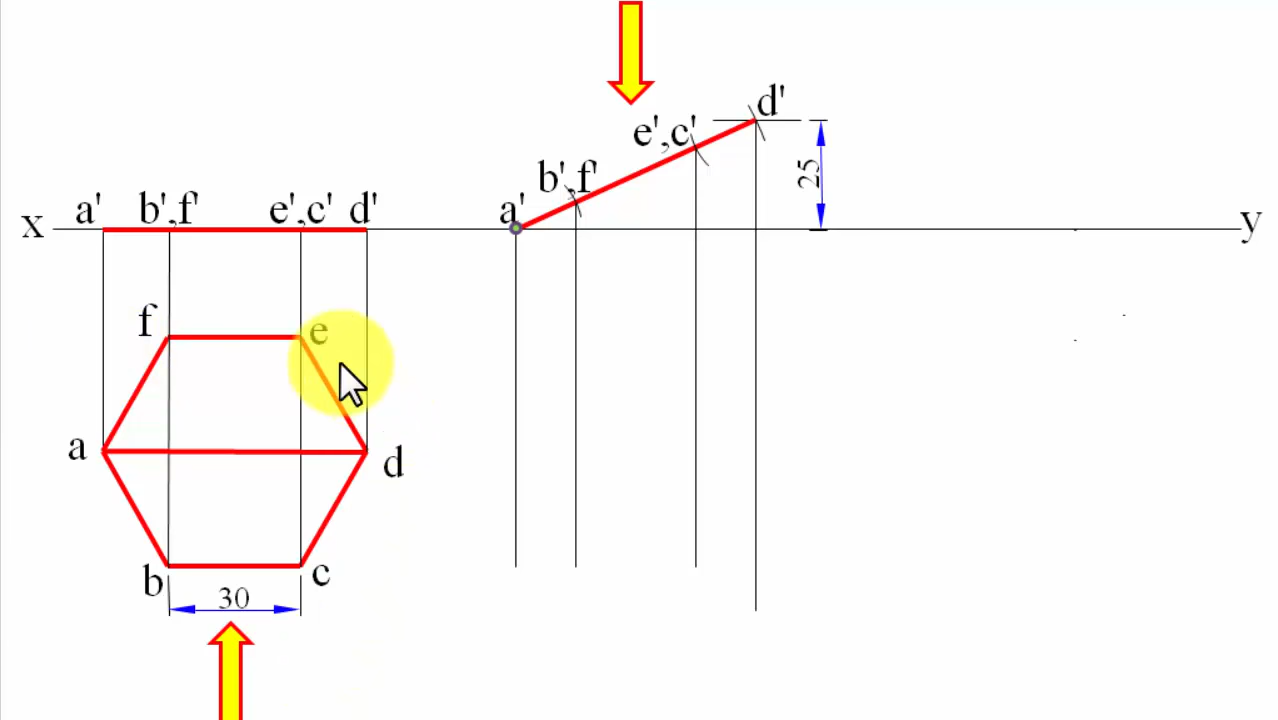 d'
e',c'
25
b',f'
x a' b',f' e',c' d' a' y
f e
a d
b c
30